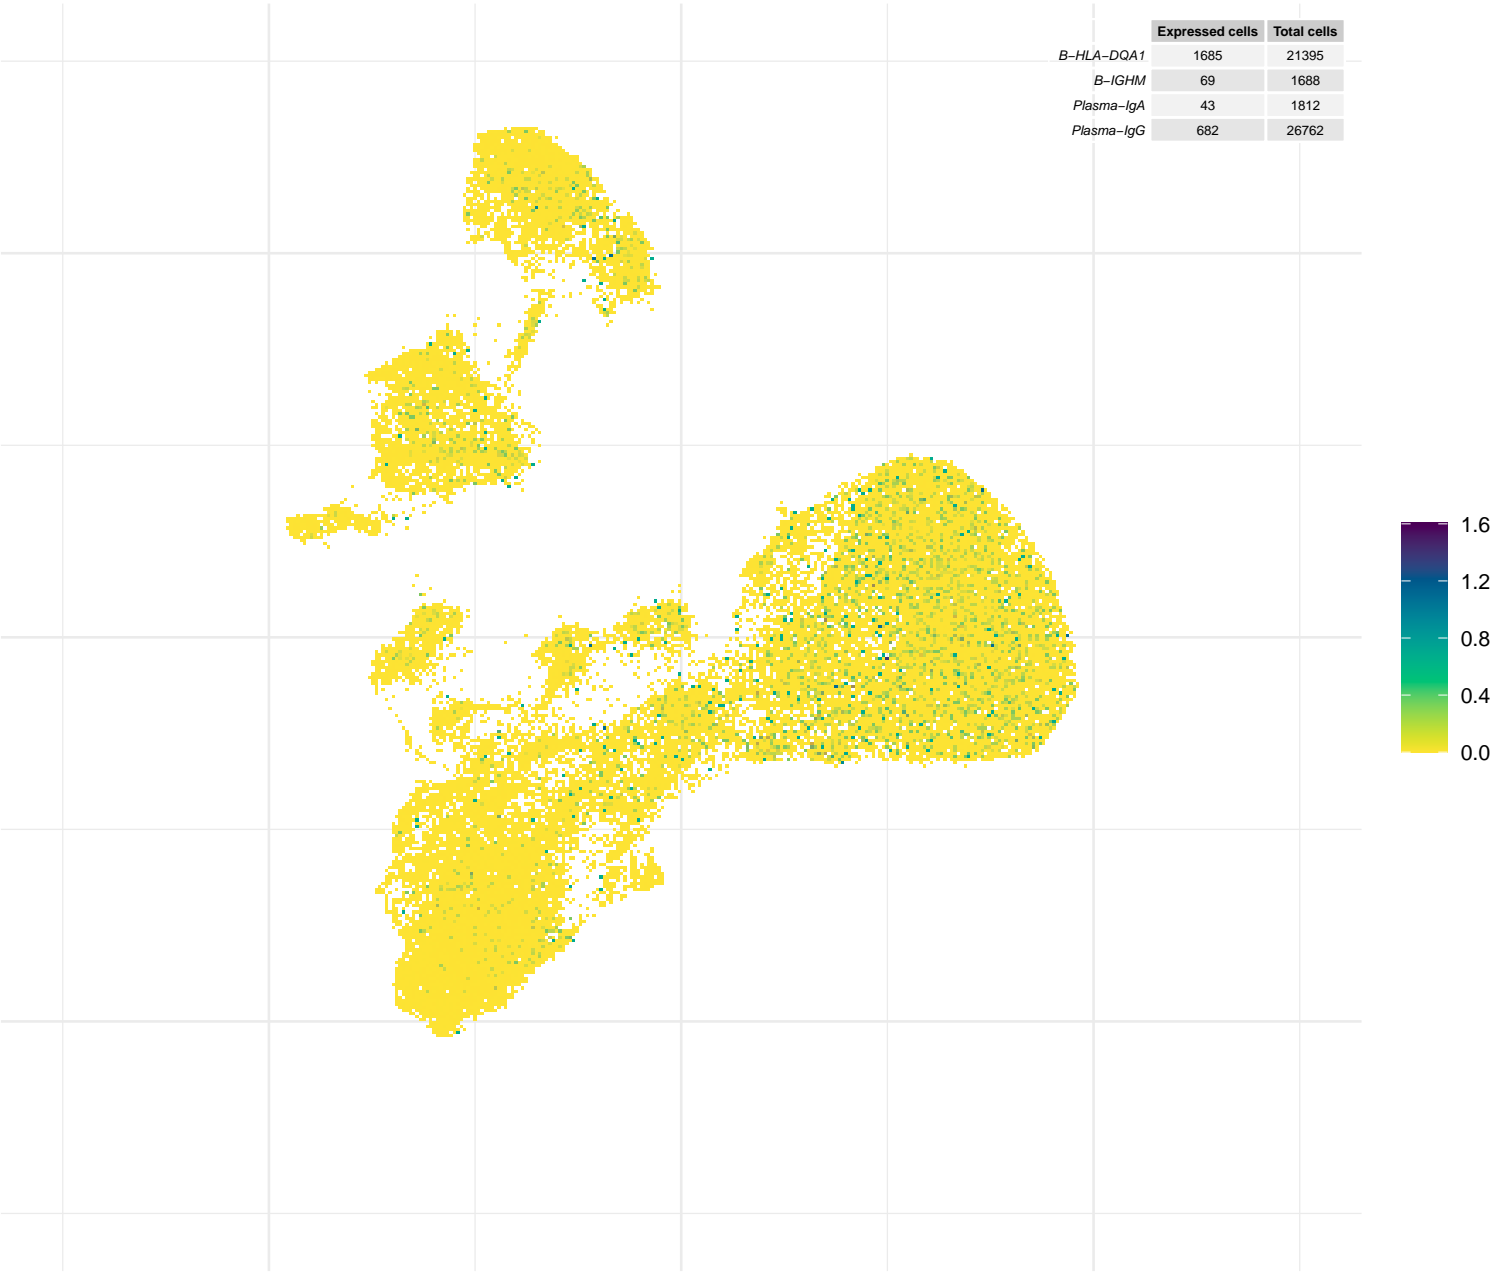 Expressed cells Total cells
B−HLA−DQA1 1685 21395
B−IGHM 69 1688
Plasma−IgA 43 1812
Plasma−IgG 682 26762
1.6
1.2
0.8
0.4
0.0